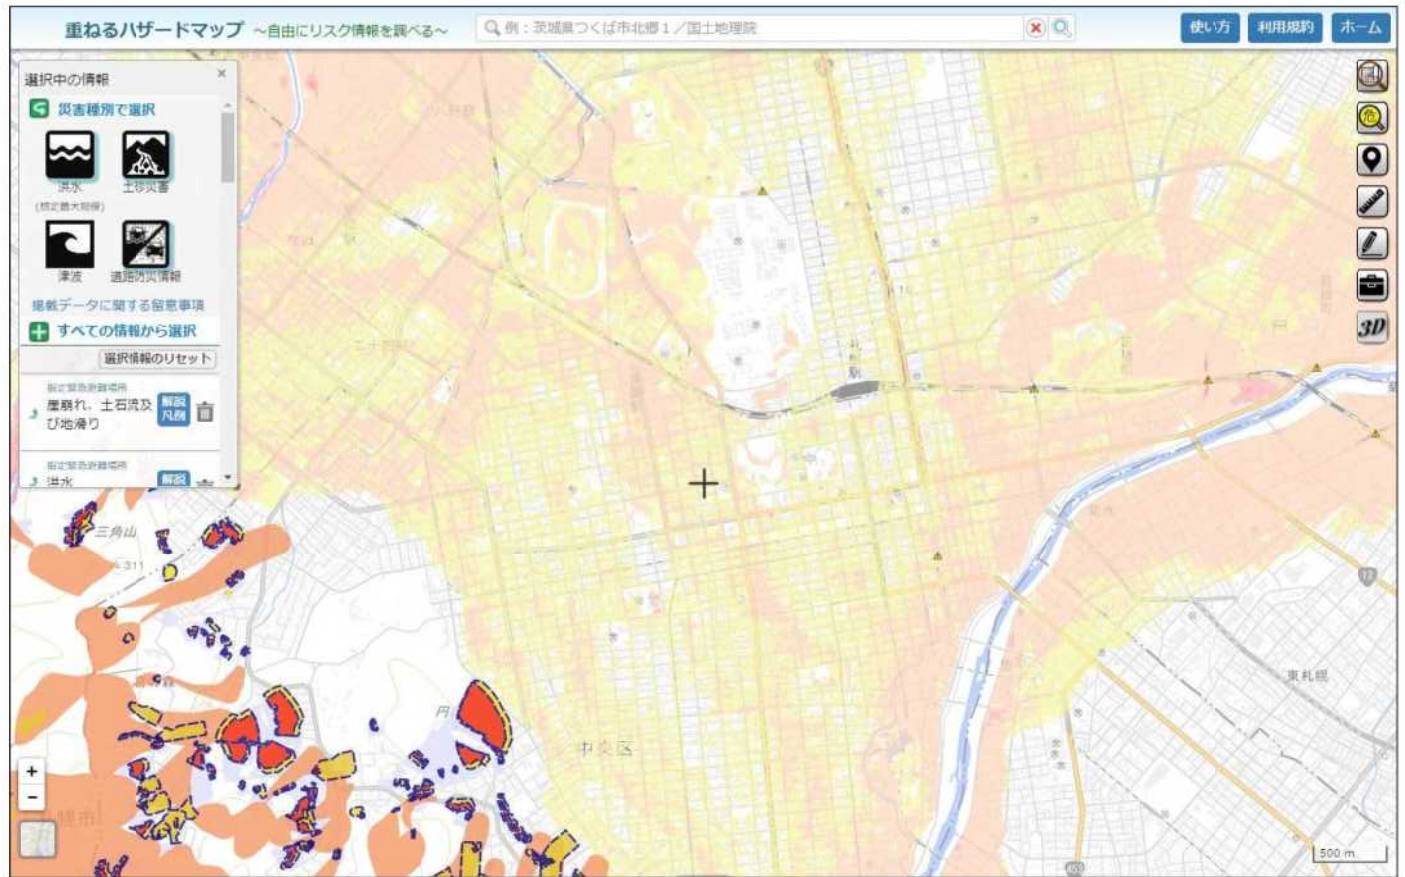 重ねるハザードマップ ～自由にリスク情報を調べる～
例：茨城県つくば市北郷1／国土地理院
使い方
利用規約
ホーム
選択中の情報
×
災害種別で選択
洪水
土砂災害
(想定最大規模)
津波
道路防災情報
掲載データに関する留意事項
すべての情報から選択
選択情報のリセット
指定緊急避難場所
崖崩れ、土石流及
び地滑り
解説
凡例
指定緊急避難場所
洪水
解説
3D
札幌駅
三角山
311
円
中央区
東札幌
幌市
+
−
500 m